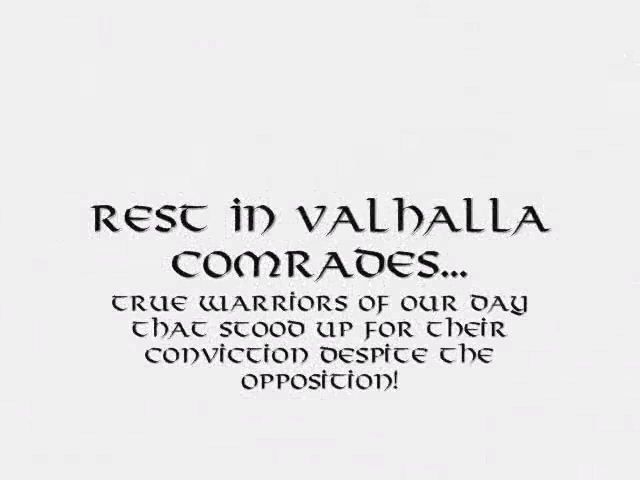 REST IN VALHALLA
COMRADES...
TRUE WARRIORS OF OUR DAY
THAT STOOD UP FOR THEIR
CONVICTION DESPITE THE
OPPOSITION!